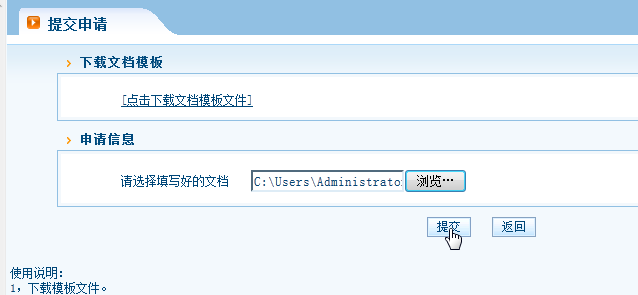 提交申请
下载文档模板
[点击下载文档模板文件]
申请信息
请选择填写好的文档 C:\Users\Administrato 浏览…
提交 返回
使用说明:
1，下载模板文件。